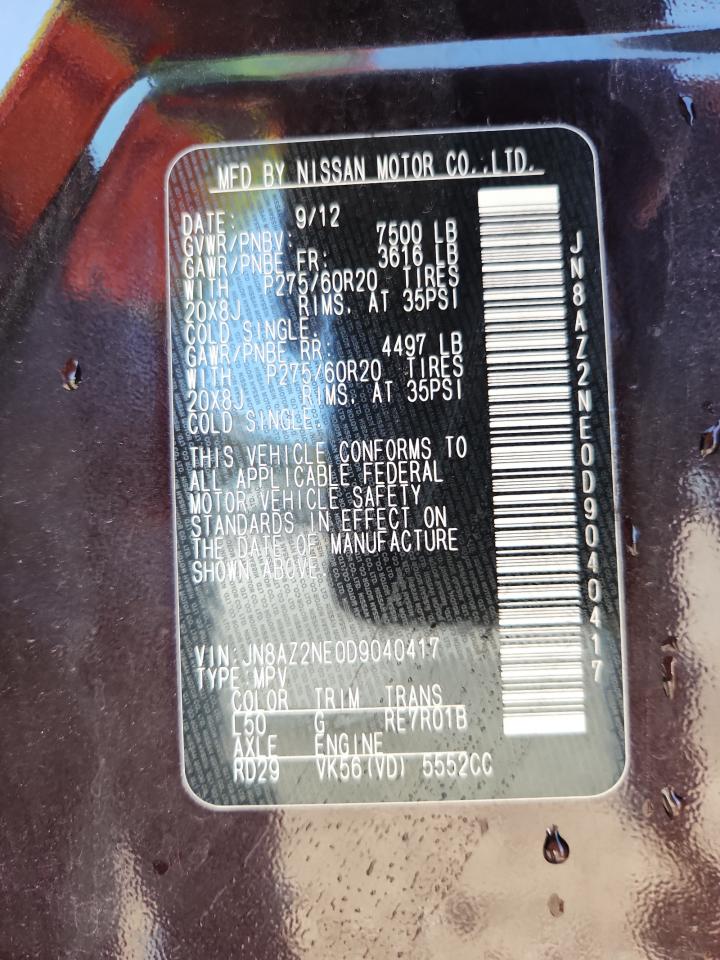 MFD BY NISSAN MOTOR CO.,LTD.
DATE: 9/12
GVWR/PNBV: 7500 LB
GAWR/PNBE FR: 3616 LB
WITH P275/60R20 TIRES
20X8J RIMS. AT 35PSI
COLD SINGLE.
GAWR/PNBE RR: 4497 LB
WITH P275/60R20 TIRES
20X8J RIMS. AT 35PSI
COLD SINGLE.
THIS VEHICLE CONFORMS TO
ALL APPLICABLE FEDERAL
MOTOR VEHICLE SAFETY
STANDARDS IN EFFECT ON
THE DATE OF MANUFACTURE
SHOWN ABOVE.
VIN:JN8AZ2NE0D9040417
TYPE:MPV
COLOR TRIM TRANS
L50 G RE7R01B
AXLE ENGINE
RD29 VK56(VD) 5552CC
JN8AZ2NE0D9040417